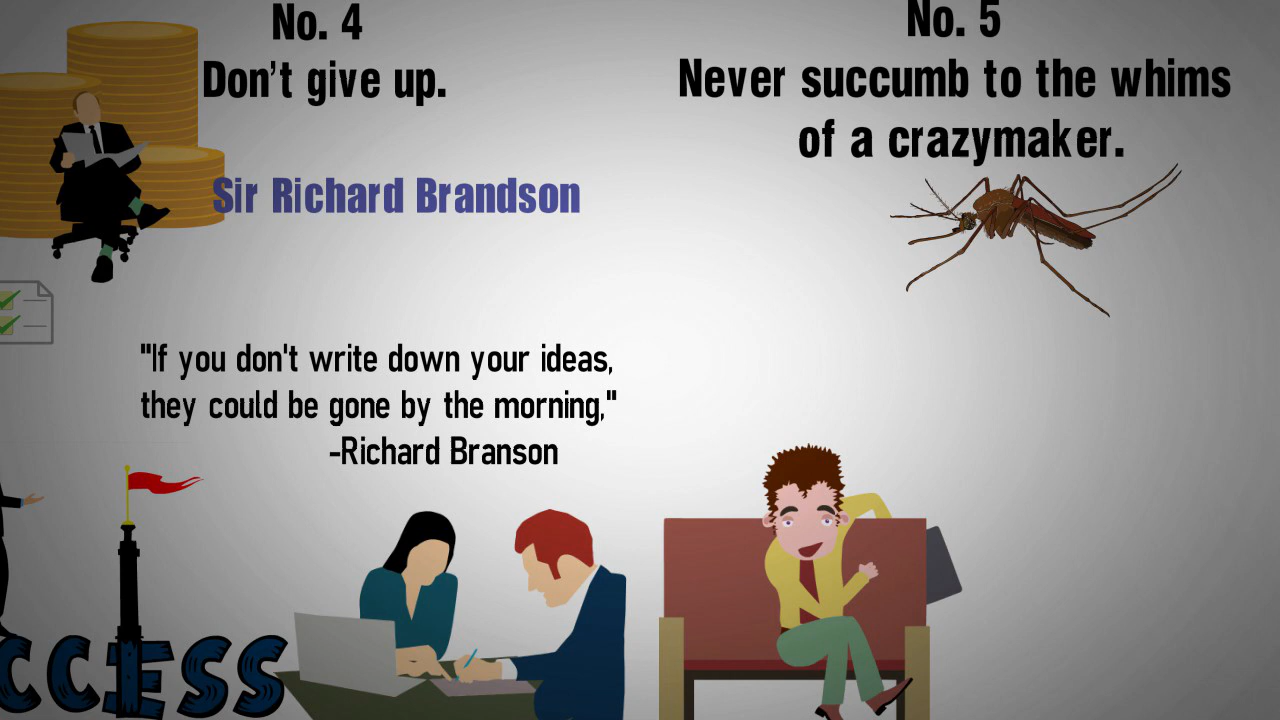 No. 4
Don't give up.
Sir Richard Brandson
"If you don't write down your ideas,
they could be gone by the morning,"
-Richard Branson
CCESS
No. 5
Never succumb to the whims
of a crazymaker.